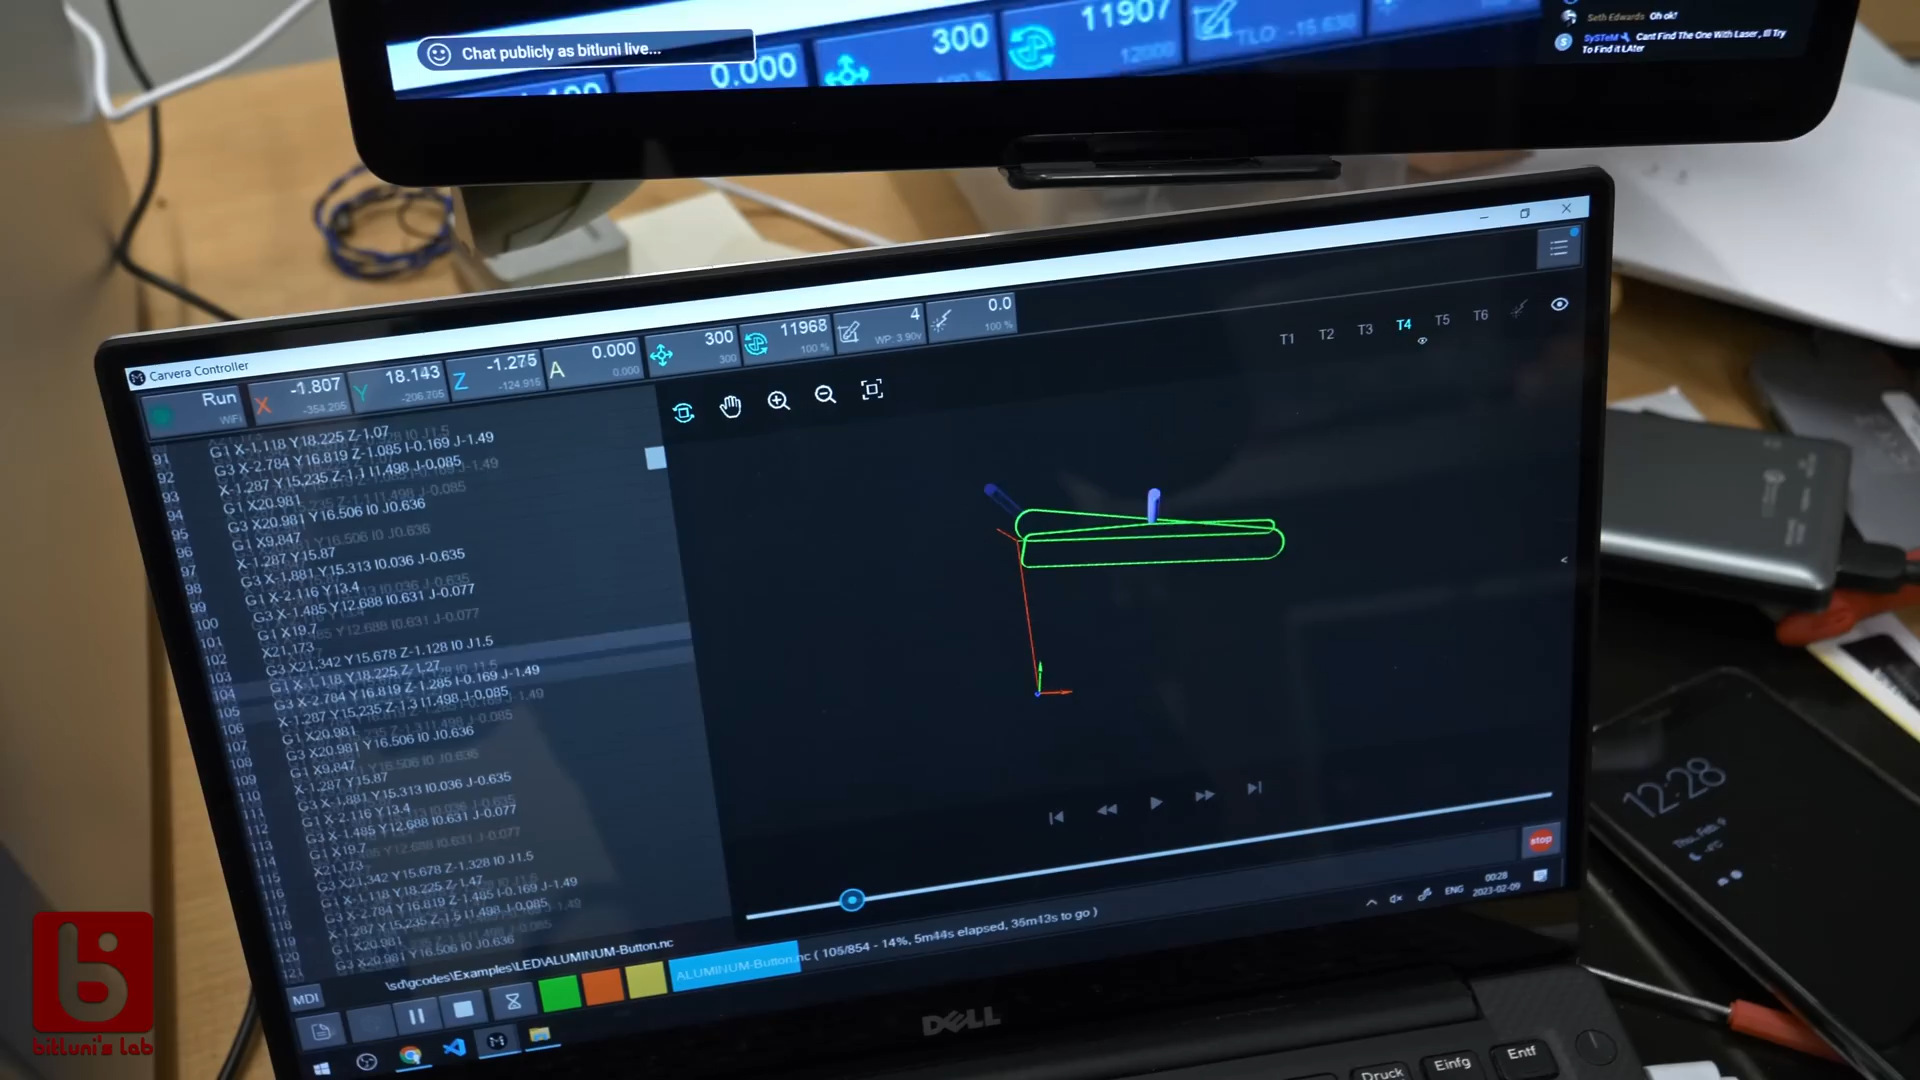 Chat publicly as bitluni live...
0.000
300
11907
12000
TLO -15.630
Seth Edwards Oh ok!
SySTeM Cant Find The One With Laser , Ill Try
To Find it LAter
Carvera Controller
Run
WiFi
X -1.807
-354.205
Y 18.143
-206.705
Z -1.275
-124.915
A 0.000
0.000
300
300
11968
100 %
4
WP: 3.90v
0.0
100 %
T1 T2 T3 T4 T5 T6
91 G1 X-1.118 Y18.225 Z-1.07
92 G3 X-2.784 Y16.819 Z-1.085 I-0.169 J-1.49
93 X-1.287 Y15.235 Z-1.1 I1.498 J-0.085
94 G1 X20.981
95 G3 X20.981 Y16.506 I0 J0.636
96 G1 X9.847
97 X-1.287 Y15.87
98 G3 X-1.881 Y15.313 I0.036 J-0.635
99 G1 X-2.116 Y13.4
100 G3 X-1.485 Y12.688 I0.631 J-0.077
101 G1 X19.7
102 X21.173
103 G3 X21.342 Y15.678 Z-1.128 I0 J1.5
104 G1 X-1.118 Y18.225 Z-1.27
105 G3 X-2.784 Y16.819 Z-1.285 I-0.169 J-1.49
106 X-1.287 Y15.235 Z-1.3 I1.498 J-0.085
107 G1 X20.981
108 G3 X20.981 Y16.506 I0 J0.636
109 G1 X9.847
110 X-1.287 Y15.87
111 G3 X-1.881 Y15.313 I0.036 J-0.635
112 G1 X-2.116 Y13.4
113 G3 X-1.485 Y12.688 I0.631 J-0.077
114 G1 X19.7
115 X21.173
116 G3 X21.342 Y15.678 Z-1.328 I0 J1.5
117 G1 X-1.118 Y18.225 Z-1.47
118 G3 X-2.784 Y16.819 Z-1.485 I-0.169 J-1.49
119 X-1.287 Y15.235 Z-1.5 I1.498 J-0.085
120 G1 X20.981
121 G3 X20.981 Y16.506 I0 J0.636
<
stop
MDI
\sd\gcodes\Examples\LED\ALUMINUM-Button.nc
ALUMINUM-Button.nc ( 105/854 - 14%, 5m44s elapsed, 35m13s to go )
ENG
00:28
2023-02-09
DELL
Druck
Einfg
Entf
12:28
Thu, Feb 9
bitluni's lab